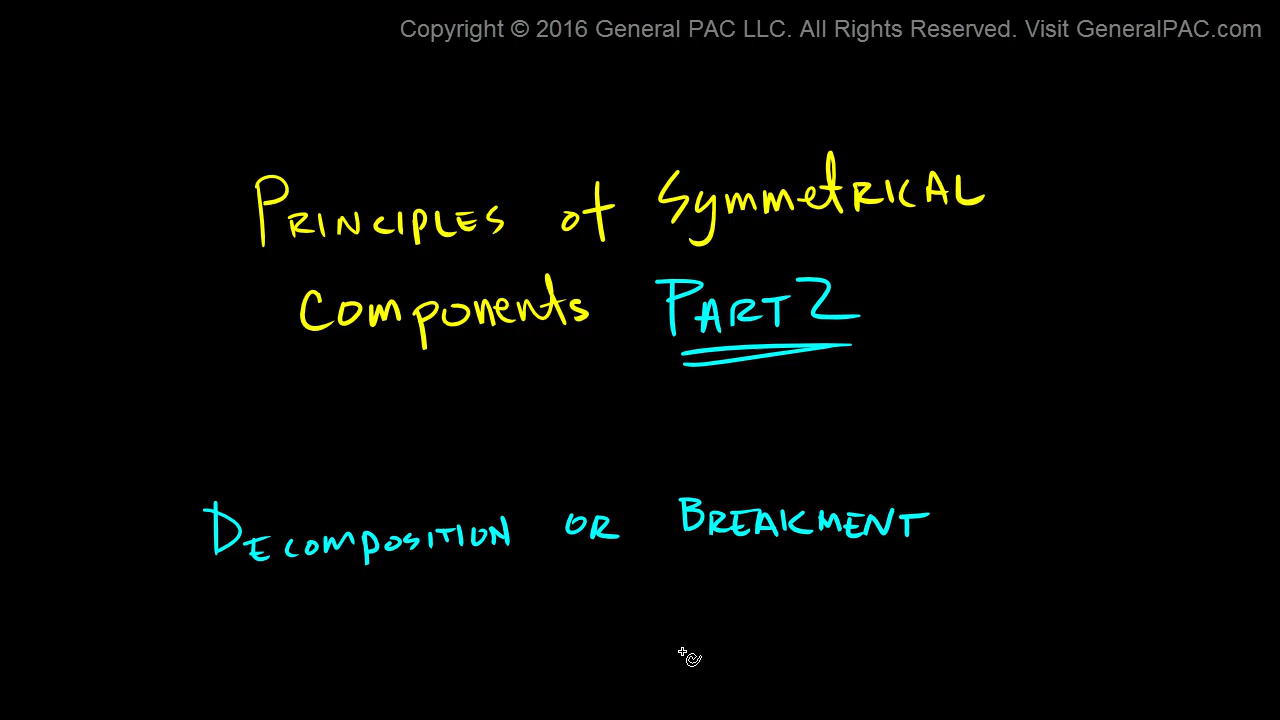 Copyright © 2016 General PAC LLC. All Rights Reserved. Visit GeneralPAC.com
PRINCIPLES of SymmetRICAL
Components PART 2
DEcomposITION OR BREAKMENT